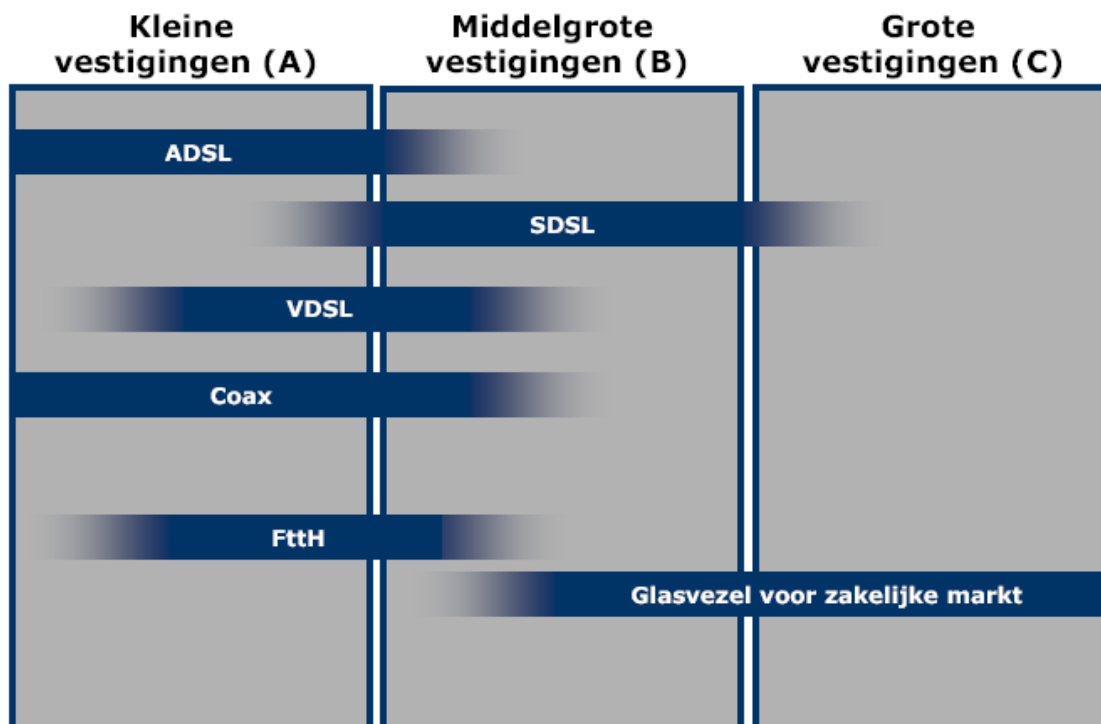 Kleine
vestigingen (A)
Middelgrote
vestigingen (B)
Grote
vestigingen (C)
ADSL
SDSL
VDSL
Coax
FttH
Glasvezel voor zakelijke markt